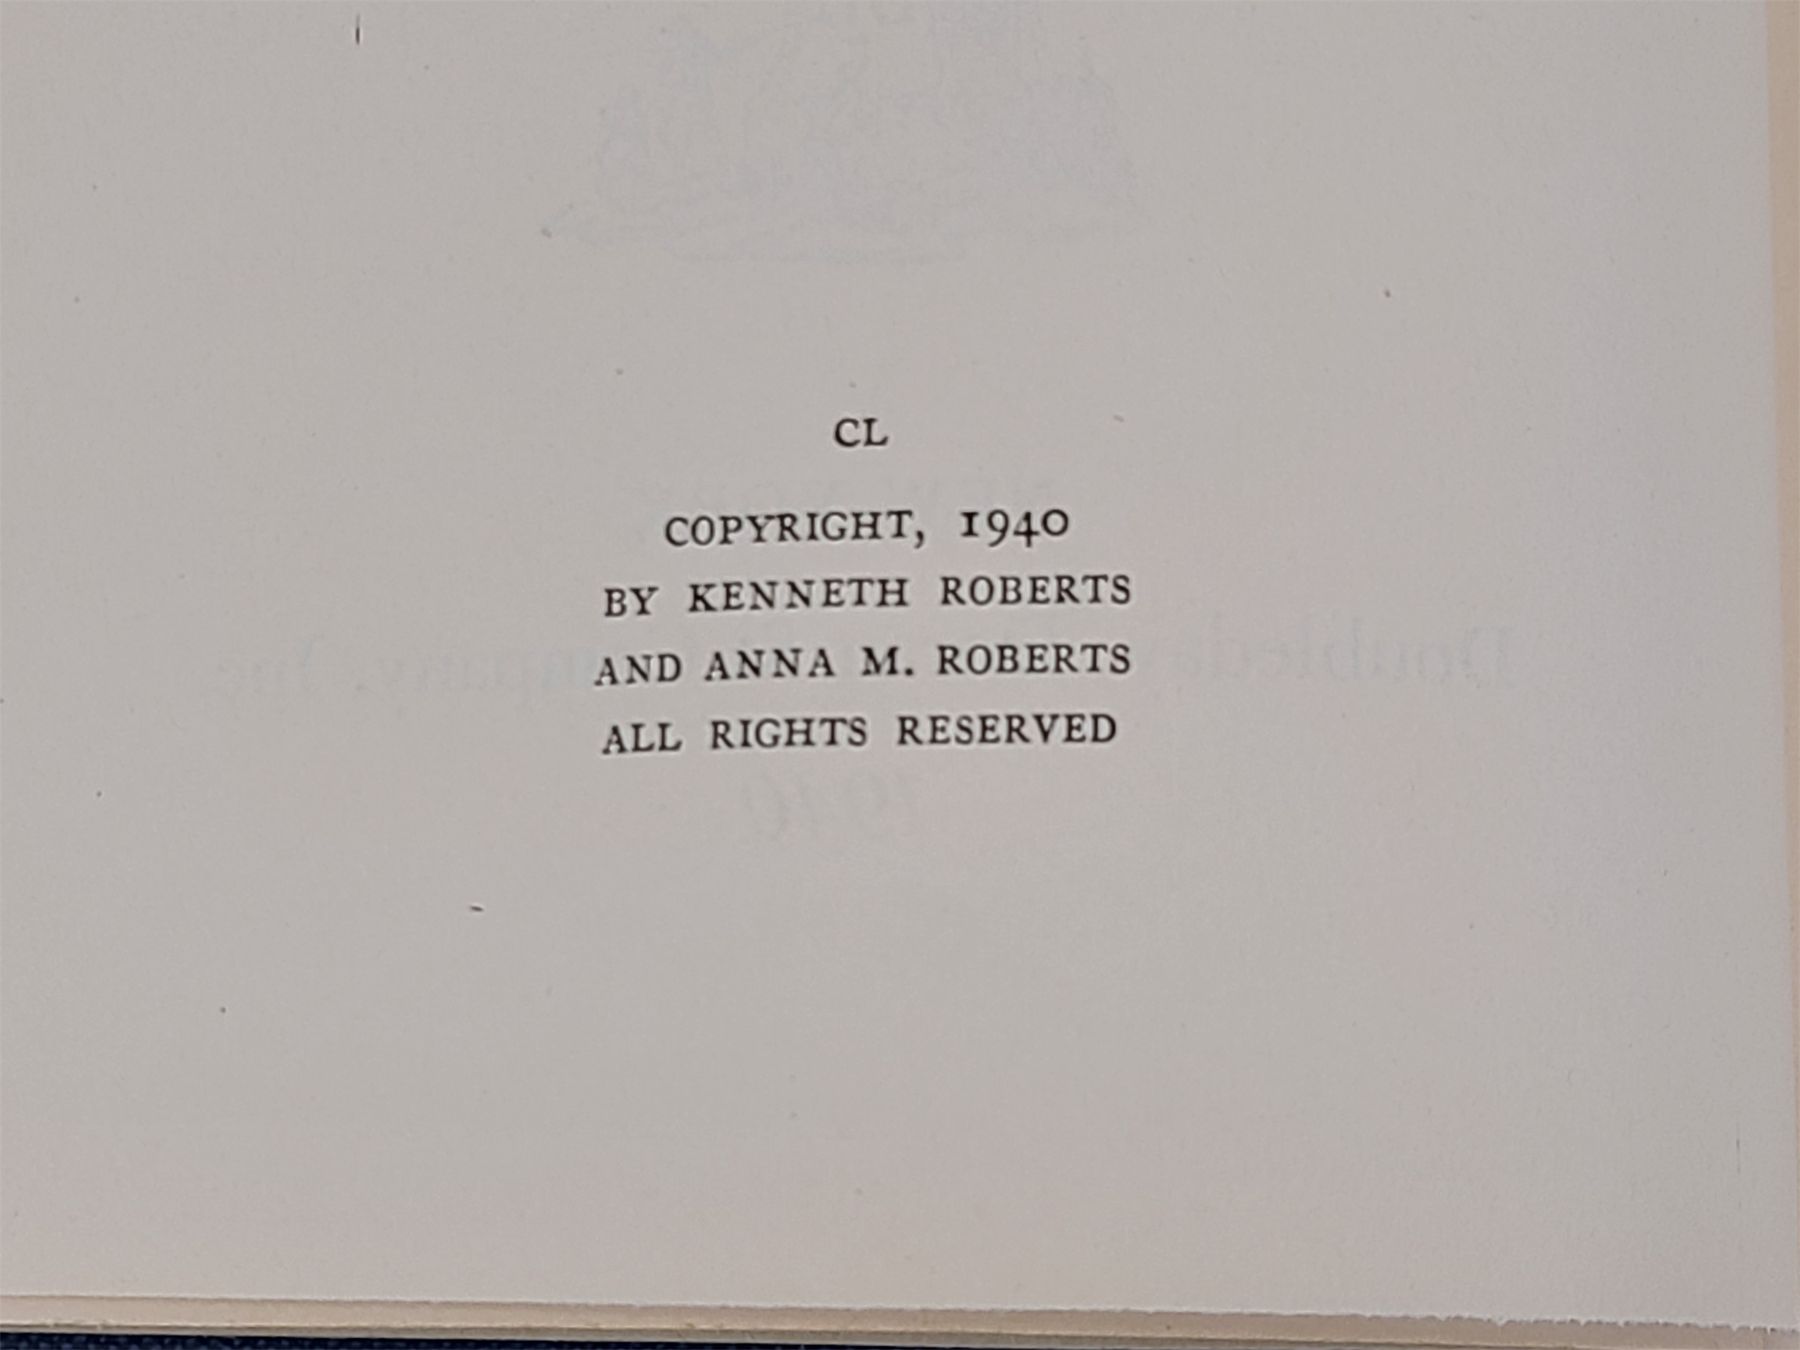 CL
COPYRIGHT, 1940
BY KENNETH ROBERTS
AND ANNA M. ROBERTS
ALL RIGHTS RESERVED